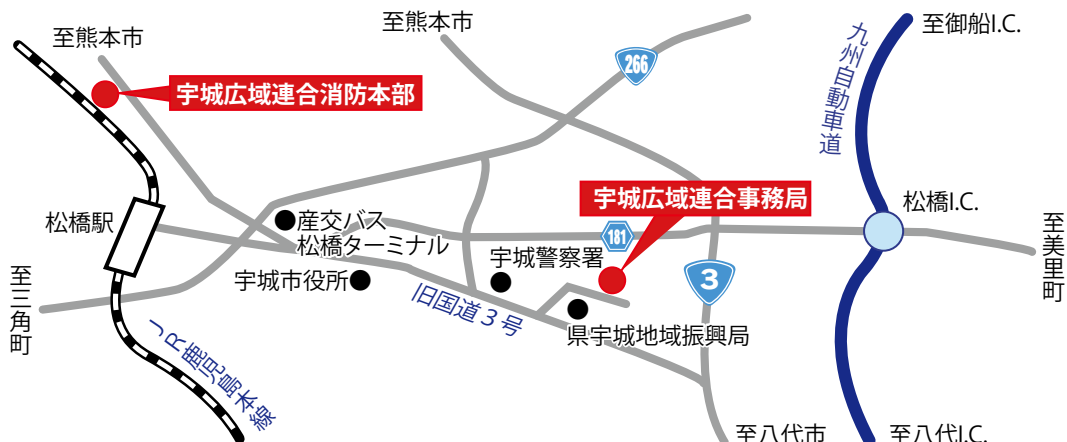 至熊本市
至熊本市
至御船I.C.
266
九州自動車道
宇城広域連合消防本部
宇城広域連合事務局
松橋駅
産交バス
松橋ターミナル
181
松橋I.C.
至美里町
宇城警察署
宇城市役所
3
至三角町
旧国道３号
県宇城地域振興局
JR鹿児島本線
至八代市
至八代I.C.